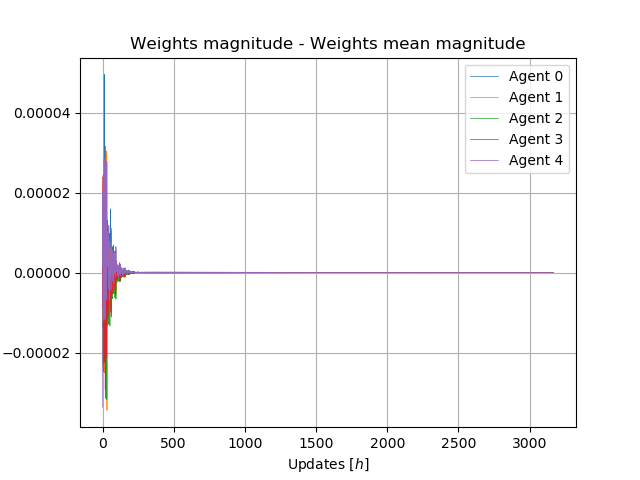 Weights magnitude - Weights mean magnitude
Agent 0
Agent 1
Agent 2
Agent 3
Agent 4
0.00004
0.00002
0.00000
−0.00002
0 500 1000 1500 2000 2500 3000
Updates [h]